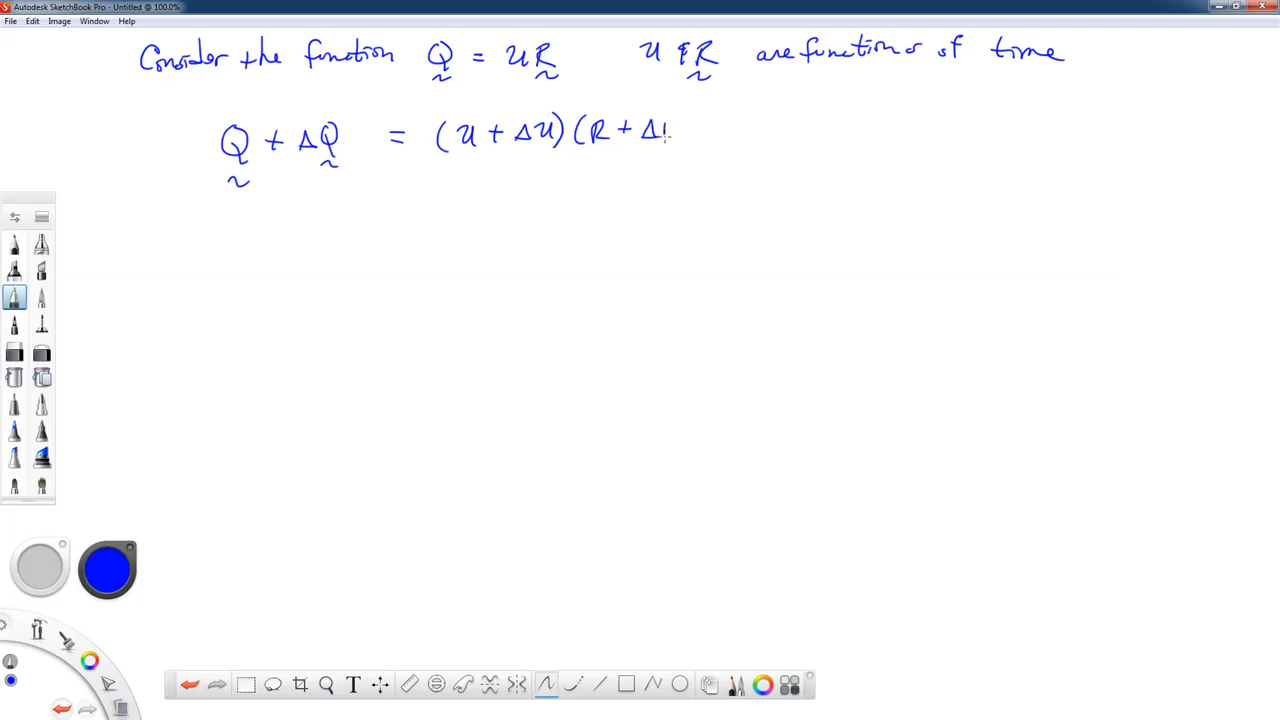 Autodesk SketchBook Pro - Untitled @ 100.0%
File Edit Image Window Help
Consider the function Q̰ = U R̰ U & R̰ are functions of time
Q̰ + ΔQ̰ = (U + ΔU)(R + Δ
T